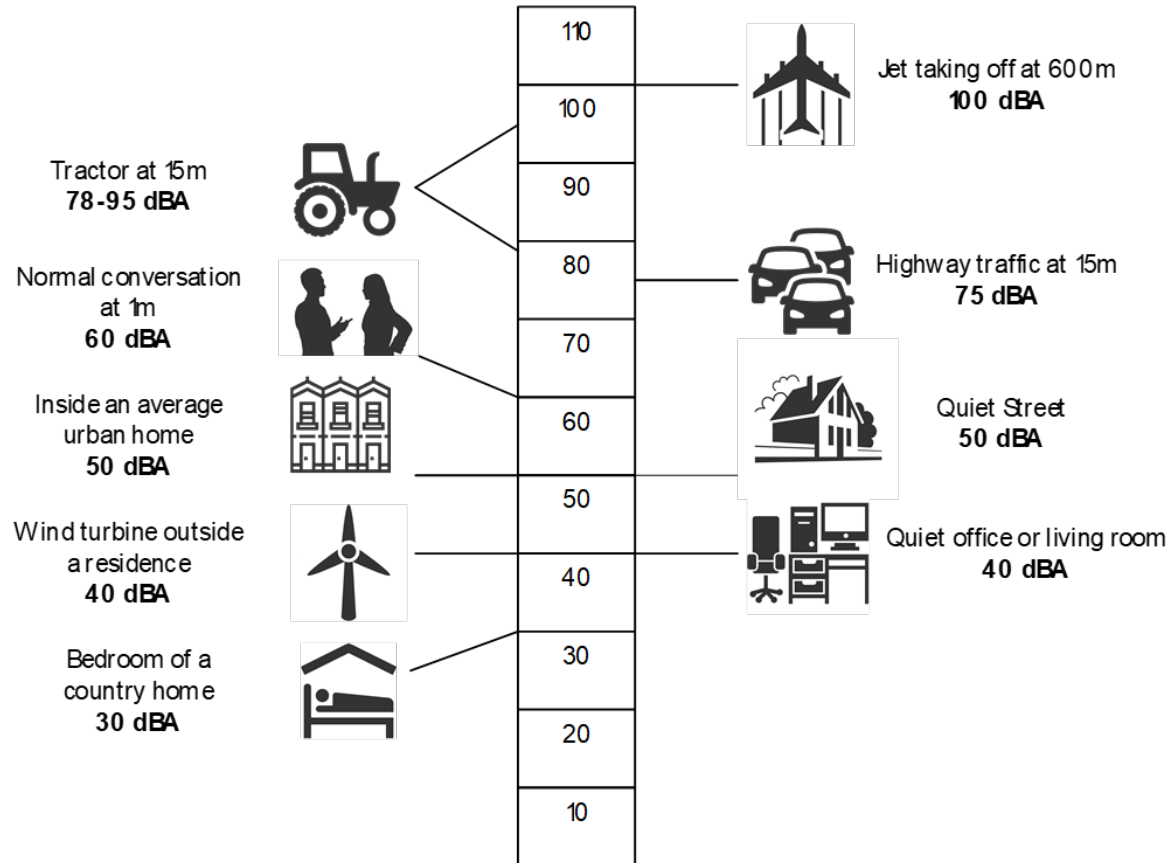 110
Jet taking off at 600m
100 dBA
100
Tractor at 15m
78-95 dBA
90
80
Highway traffic at 15m
75 dBA
Normal conversation
at 1m
60 dBA
70
Inside an average
urban home
50 dBA
60
Quiet Street
50 dBA
50
Wind turbine outside
a residence
40 dBA
Quiet office or living room
40 dBA
40
Bedroom of a
country home
30 dBA
30
20
10